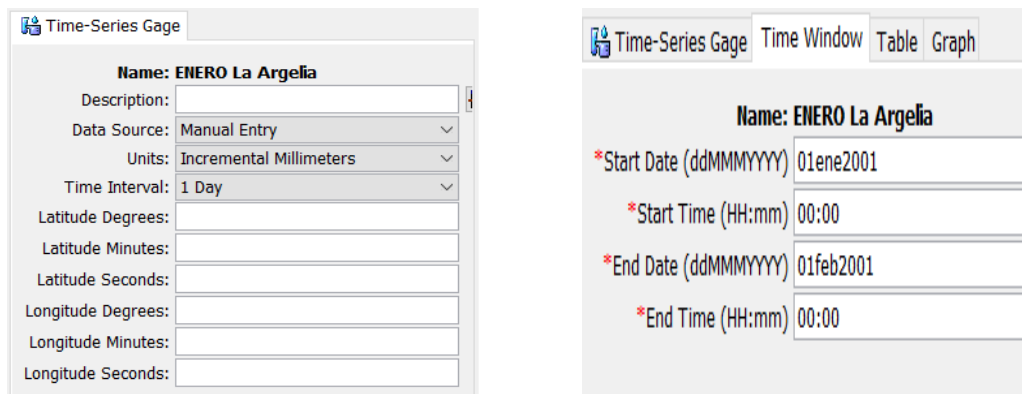 Time-Series Gage
Name: ENERO La Argelia
Description:
Data Source: Manual Entry
Units: Incremental Millimeters
Time Interval: 1 Day
Latitude Degrees:
Latitude Minutes:
Latitude Seconds:
Longitude Degrees:
Longitude Minutes:
Longitude Seconds:
Time-Series Gage Time Window Table Graph
Name: ENERO La Argelia
*Start Date (ddMMMYYYY) 01ene2001
*Start Time (HH:mm) 00:00
*End Date (ddMMMYYYY) 01feb2001
*End Time (HH:mm) 00:00